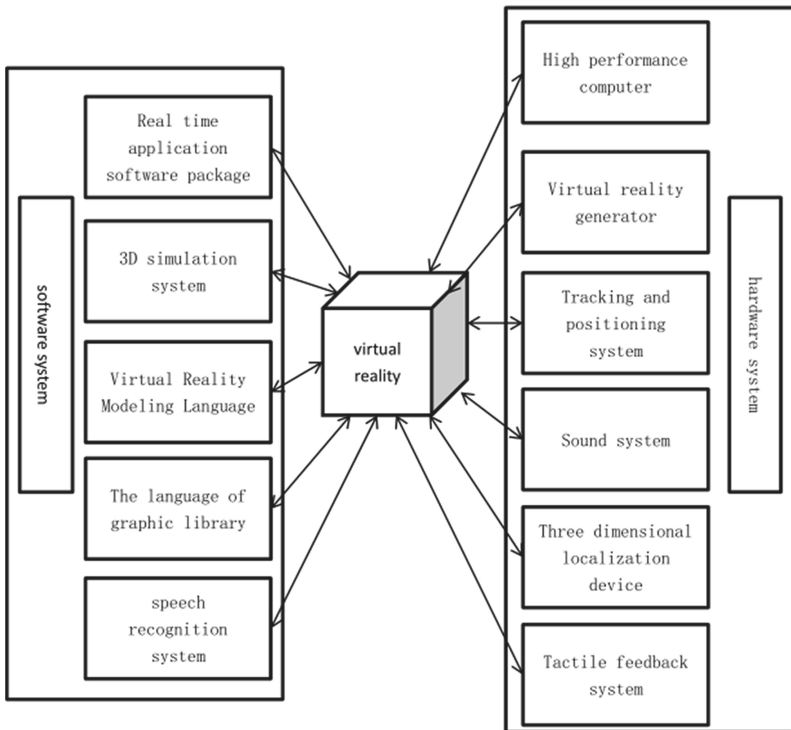 software system
Real time
application
software package
3D simulation
system
Virtual Reality
Modeling Language
The language of
graphic library
speech
recognition
system
virtual
reality
High performance
computer
Virtual reality
generator
Tracking and
positioning
system
Sound system
Three dimensional
localization
device
Tactile feedback
system
hardware system